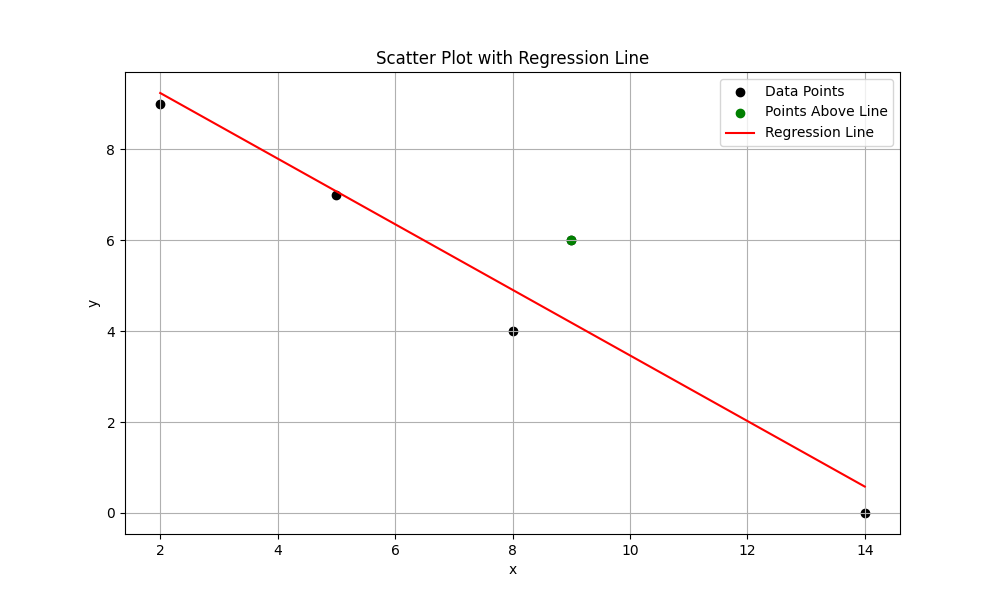 Scatter Plot with Regression Line
Data Points
Points Above Line
Regression Line
y
8
6
4
2
0
2 4 6 8 10 12 14
x